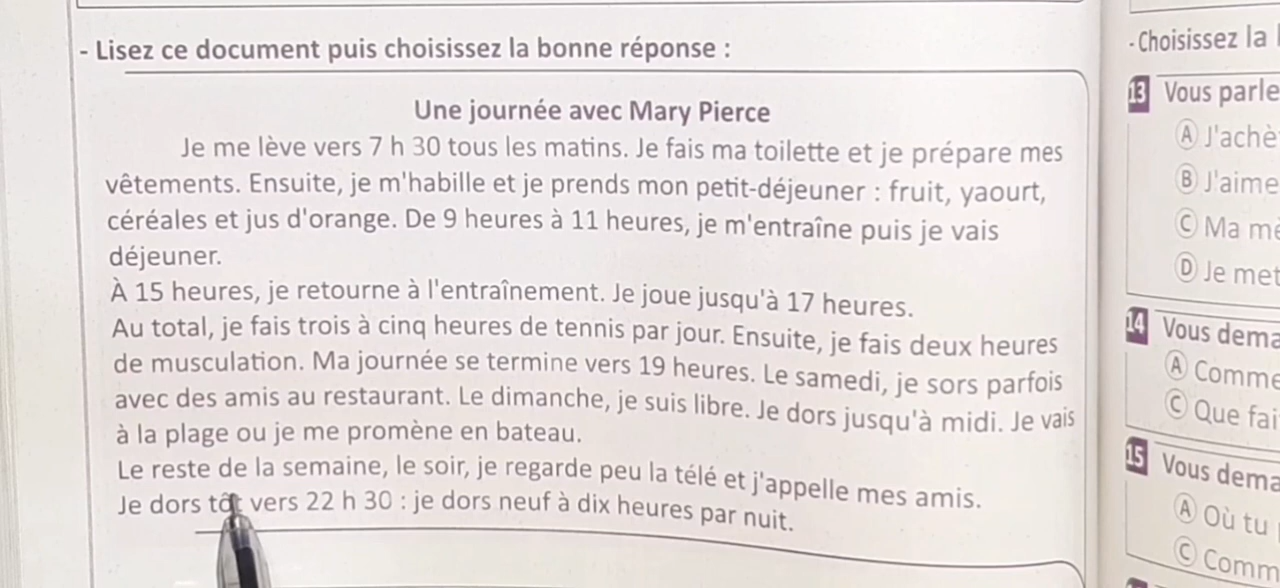 - Lisez ce document puis choisissez la bonne réponse :
Une journée avec Mary Pierce
Je me lève vers 7 h 30 tous les matins. Je fais ma toilette et je prépare mes
vêtements. Ensuite, je m'habille et je prends mon petit-déjeuner : fruit, yaourt,
céréales et jus d'orange. De 9 heures à 11 heures, je m'entraîne puis je vais
déjeuner.
À 15 heures, je retourne à l'entraînement. Je joue jusqu'à 17 heures.
Au total, je fais trois à cinq heures de tennis par jour. Ensuite, je fais deux heures
de musculation. Ma journée se termine vers 19 heures. Le samedi, je sors parfois
avec des amis au restaurant. Le dimanche, je suis libre. Je dors jusqu'à midi. Je vais
à la plage ou je me promène en bateau.
Le reste de la semaine, le soir, je regarde peu la télé et j'appelle mes amis.
Je dors tôt vers 22 h 30 : je dors neuf à dix heures par nuit.
- Choisissez la
13 Vous parle
A J'achè
B J'aime
C Ma
D Je met
14 Vous dema
A Comme
C Que fai
15 Vous dema
A Où tu
C Comm